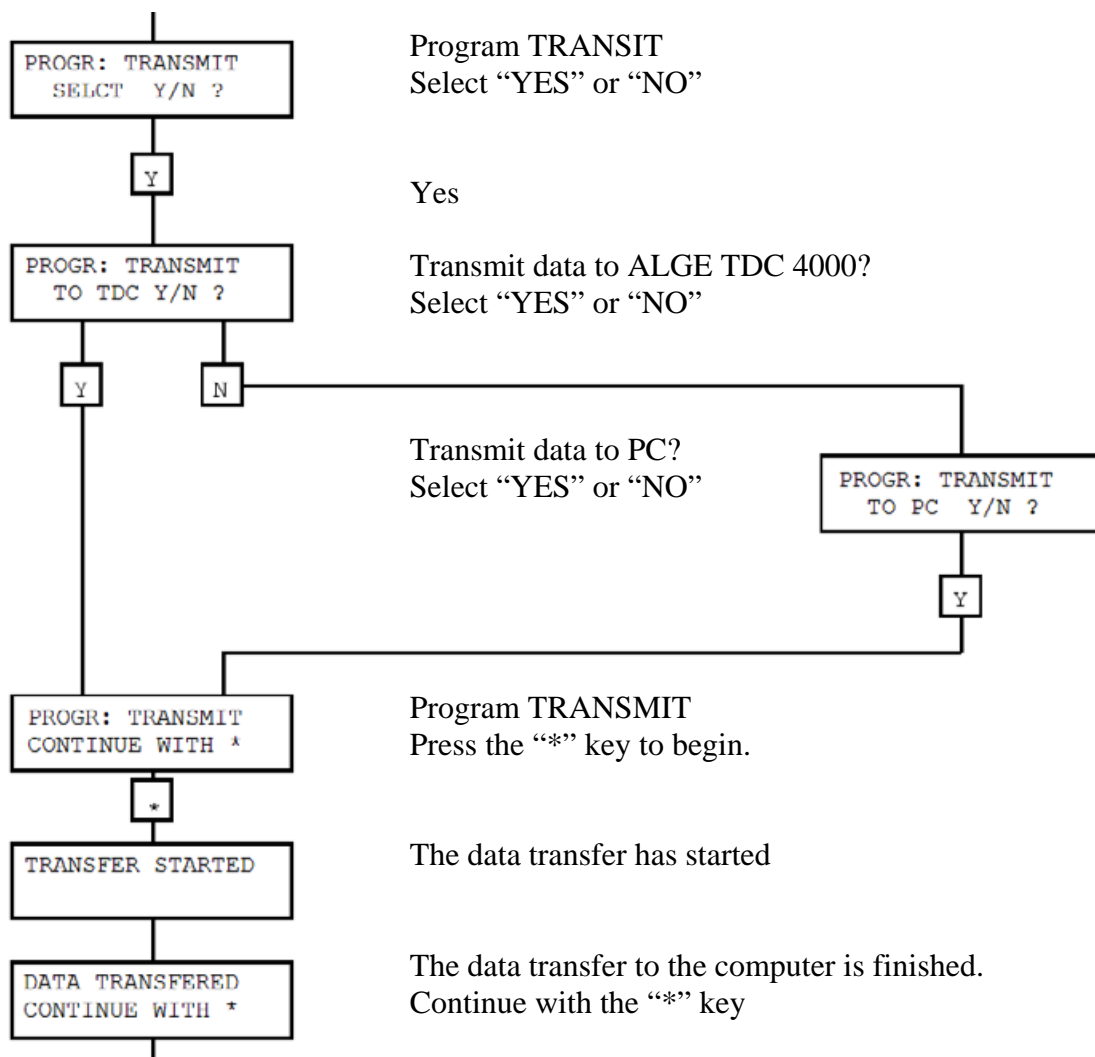 PROGR: TRANSMIT
SELCT Y/N ?
Program TRANSIT
Select “YES” or “NO”
Y
Yes
PROGR: TRANSMIT
TO TDC Y/N ?
Transmit data to ALGE TDC 4000?
Select “YES” or “NO”
Y
N
Transmit data to PC?
Select “YES” or “NO”
PROGR: TRANSMIT
TO PC Y/N ?
Y
PROGR: TRANSMIT
CONTINUE WITH *
Program TRANSMIT
Press the “*” key to begin.
*
TRANSFER STARTED
The data transfer has started
DATA TRANSFERED
CONTINUE WITH *
The data transfer to the computer is finished.
Continue with the “*” key